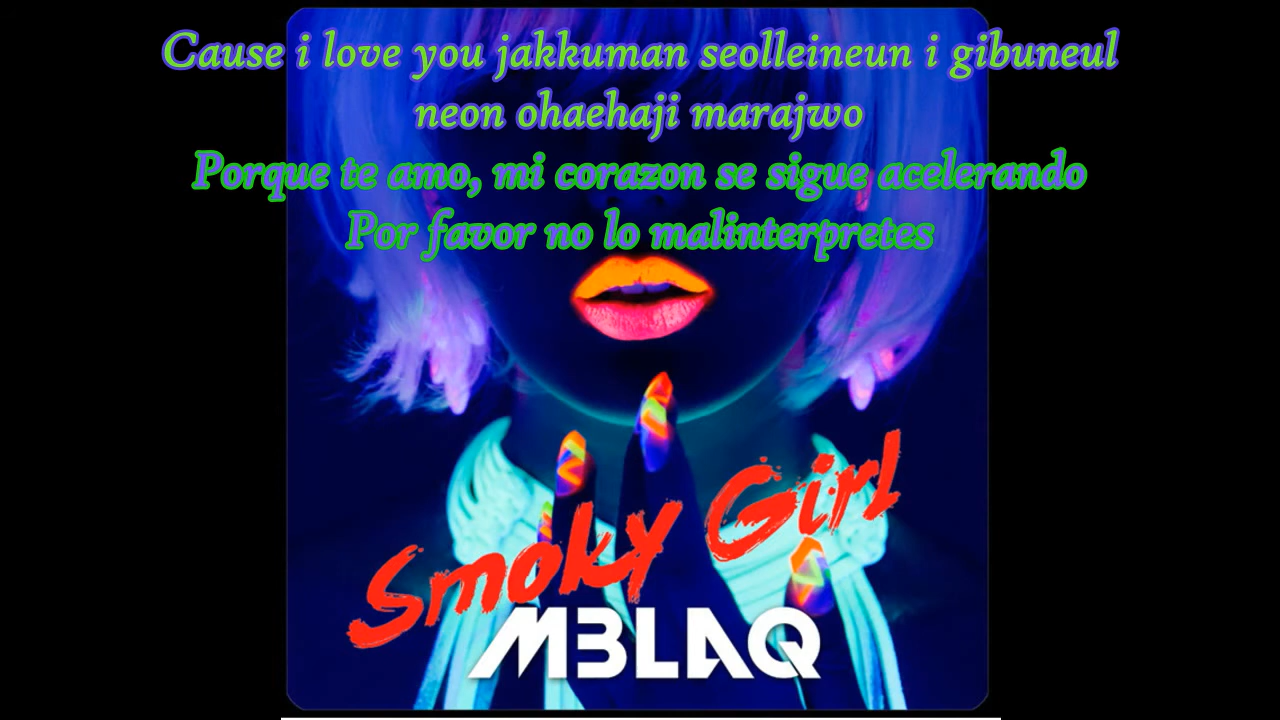 Cause i love you jakkuman seolleineun i gibuneul
neon ohaehaji marajwo
Porque te amo, mi corazon se sigue acelerando
Por favor no lo malinterpretes
Smoky Girl
MBLAQ